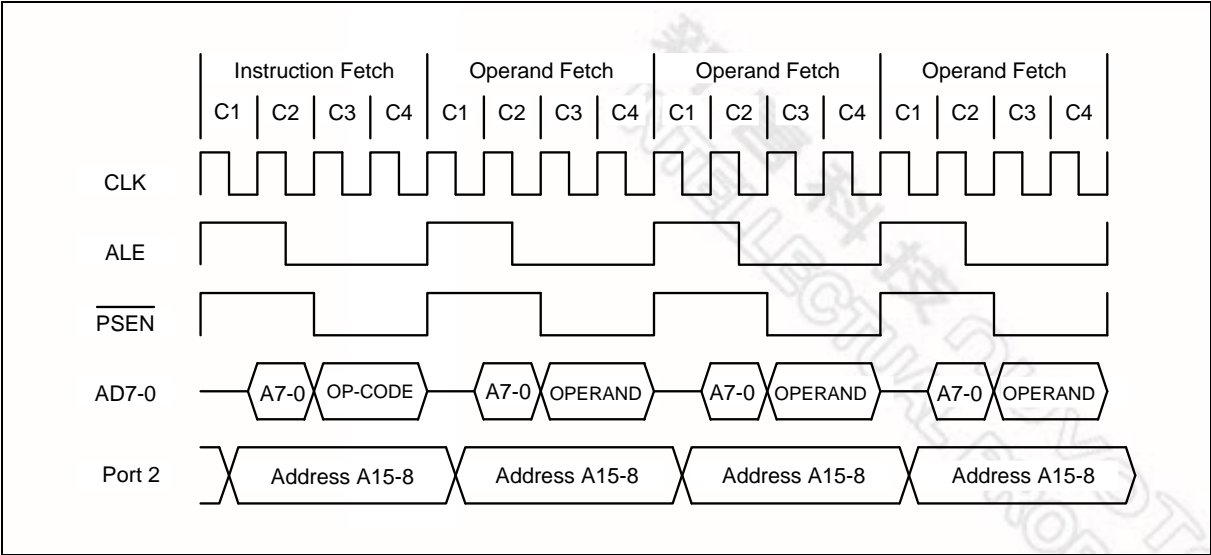 Instruction Fetch Operand Fetch Operand Fetch Operand Fetch
C1 C2 C3 C4 C1 C2 C3 C4 C1 C2 C3 C4 C1 C2 C3 C4
CLK
ALE
PSEN
AD7-0 A7-0 OP-CODE A7-0 OPERAND A7-0 OPERAND A7-0 OPERAND
Port 2 Address A15-8 Address A15-8 Address A15-8 Address A15-8